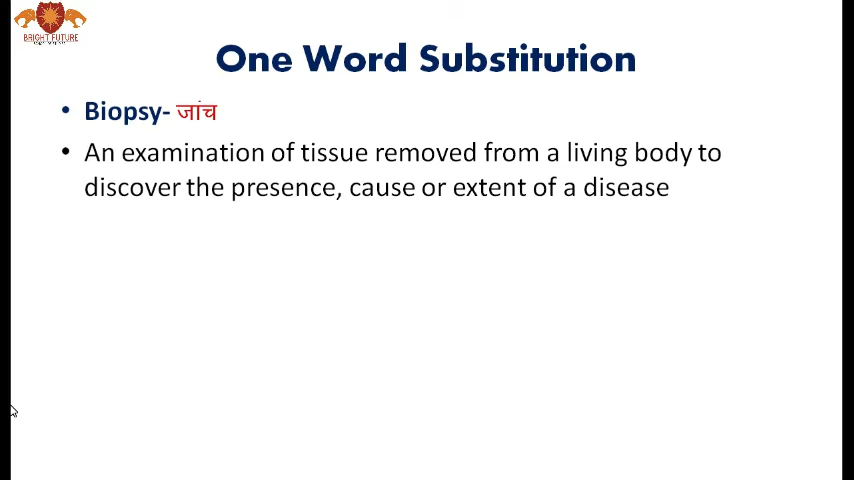 BRIGHT FUTURE
One Word Substitution
• Biopsy- जांच
• An examination of tissue removed from a living body to
discover the presence, cause or extent of a disease